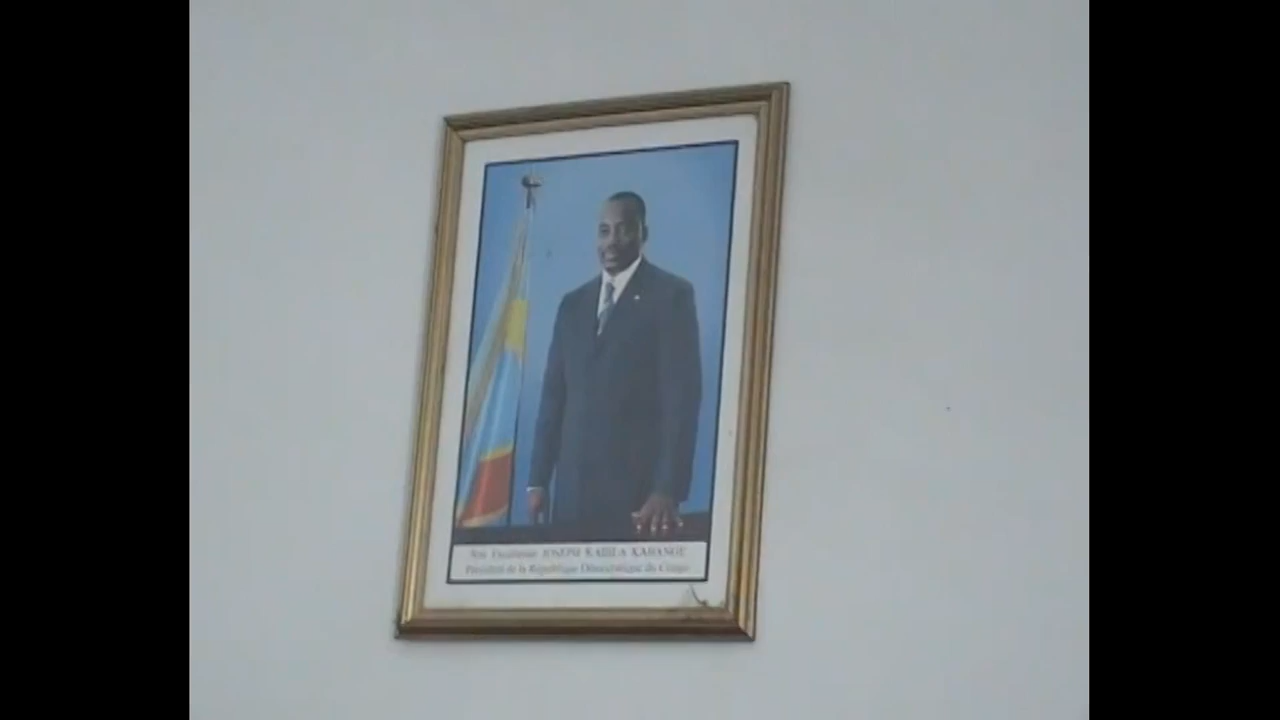 Son Excellence JOSEPH KABILA KABANGE
Président de la République Démocratique du Congo